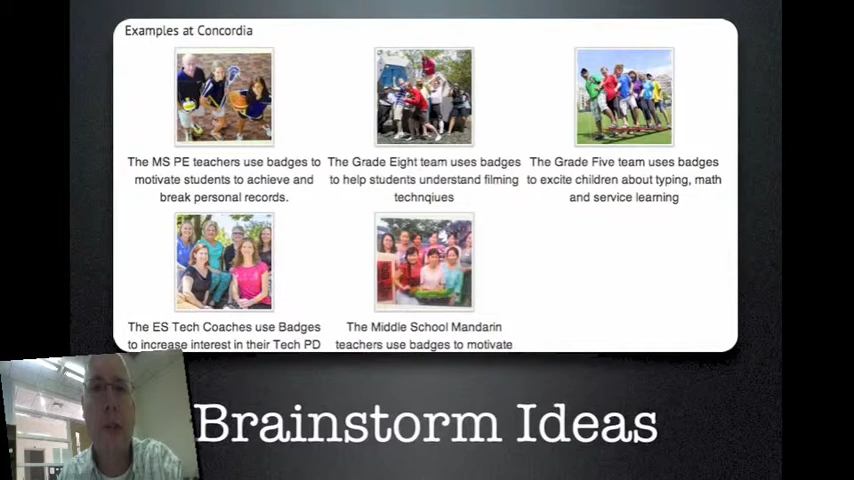 Examples at Concordia
The MS PE teachers use badges to
motivate students to achieve and
break personal records.
The Grade Eight team uses badges
to help students understand filming
technqiues
The Grade Five team uses badges
to excite children about typing, math
and service learning
The ES Tech Coaches use Badges
to increase interest in their Tech PD
The Middle School Mandarin
teachers use badges to motivate
Brainstorm Ideas